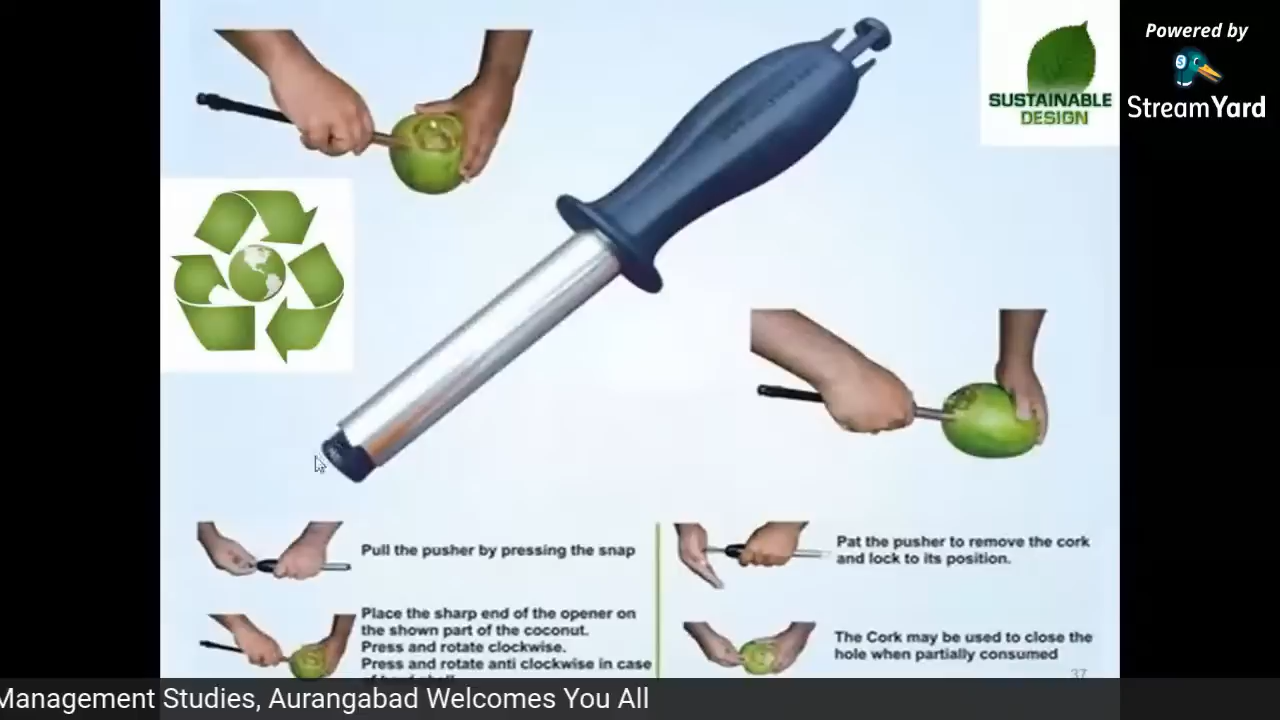 Powered by
StreamYard
SUSTAINABLE
DESIGN
Pull the pusher by pressing the snap
Place the sharp end of the opener on
the shown part of the coconut.
Press and rotate clockwise.
Press and rotate anti clockwise in case
Pat the pusher to remove the cork
and lock to its position.
The Cork may be used to close the
hole when partially consumed
37
Management Studies, Aurangabad Welcomes You All